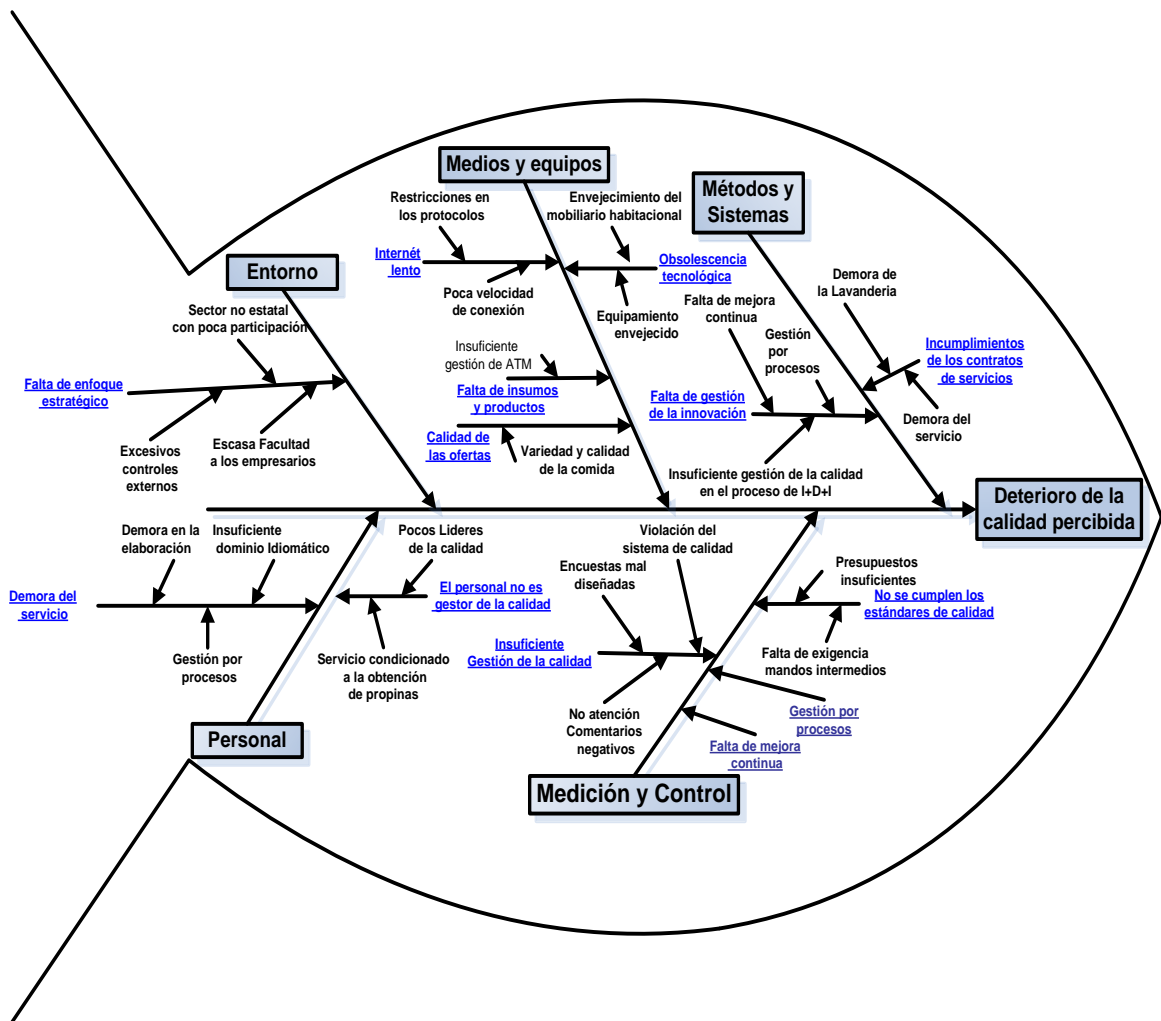 Medios y equipos
Métodos y
Sistemas
Entorno
Restricciones en
los protocolos
Envejecimiento del
mobiliario habitacional
Internét
lento
Obsolescencia
tecnológica
Poca velocidad
de conexión
Equipamiento
envejecido
Sector no estatal
con poca participación
Falta de enfoque
estratégico
Excesivos
controles
externos
Escasa Facultad
a los empresarios
Insuficiente
gestión de ATM
Falta de insumos
y productos
Calidad de
las ofertas
Variedad y calidad
de la comida
Falta de mejora
continua
Gestión
por
procesos
Demora de
la Lavanderia
Incumplimientos
de los contratos
de servicios
Falta de gestión
de la innovación
Demora del
servicio
Insuficiente gestión de la calidad
en el proceso de I+D+I
Deterioro de la
calidad percibida
Demora en la
elaboración
Insuficiente
dominio Idiomático
Pocos Lideres
de la calidad
Demora del
servicio
El personal no es
gestor de la calidad
Gestión por
procesos
Servicio condicionado
a la obtención
de propinas
Personal
Violación del
sistema de calidad
Encuestas mal
diseñadas
Presupuestos
insuficientes
No se cumplen los
estándares de calidad
Insuficiente
Gestión de la calidad
Falta de exigencia
mandos intermedios
No atención
Comentarios
negativos
Gestión por
procesos
Falta de mejora
continua
Medición y Control